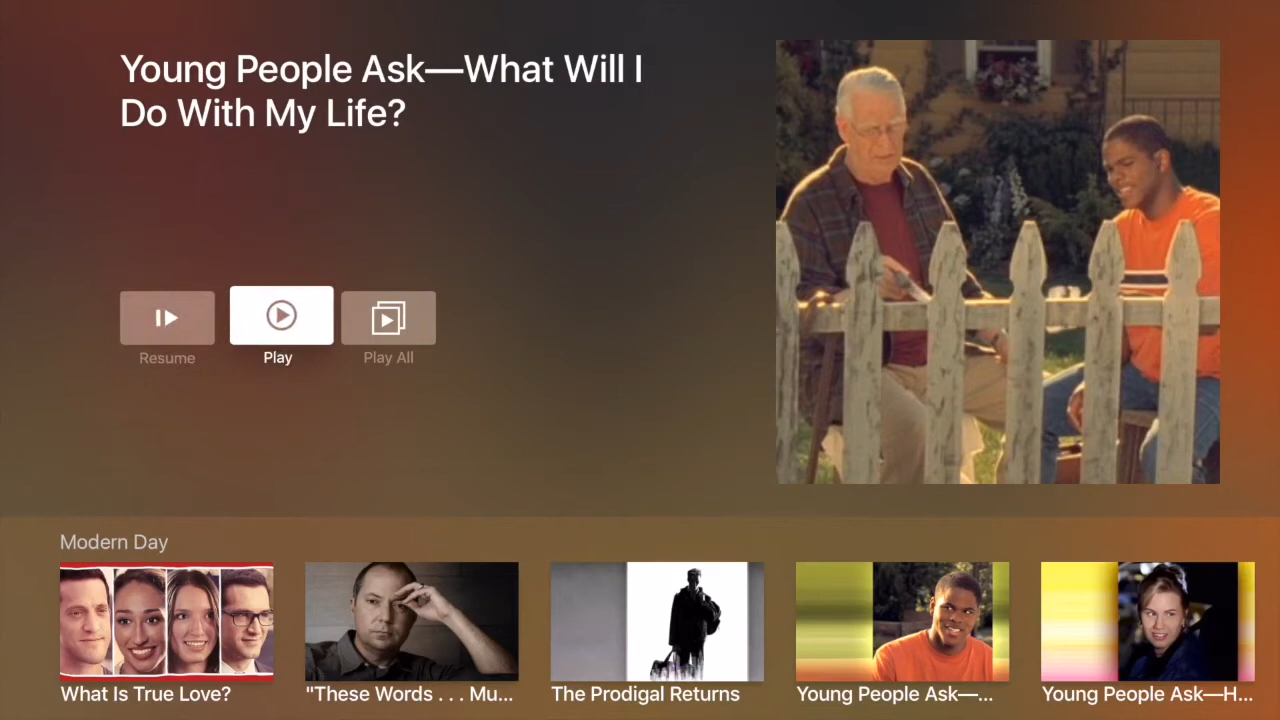 Young People Ask—What Will I
Do With My Life?
Resume
Play
Play All
Modern Day
What Is True Love?
"These Words . . . Mu...
The Prodigal Returns
Young People Ask—...
Young People Ask—H...